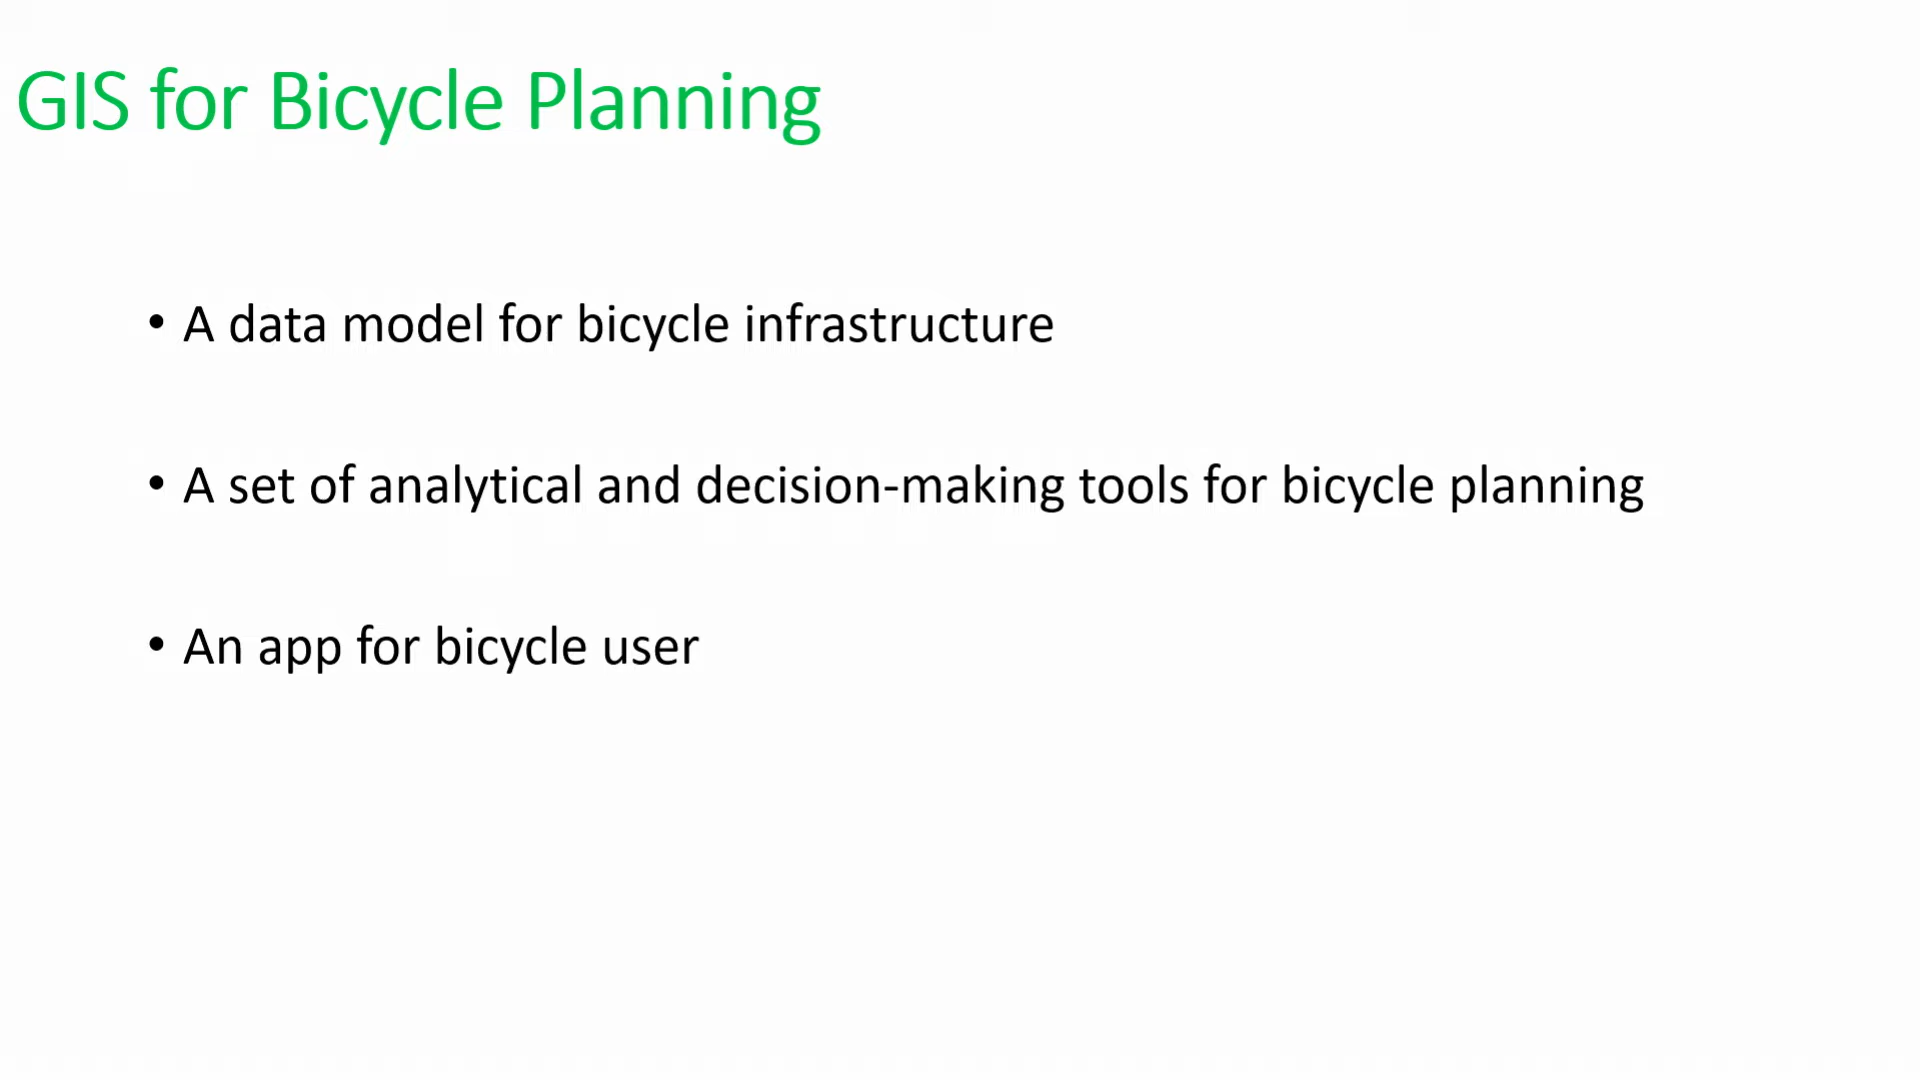 GIS for Bicycle Planning
• A data model for bicycle infrastructure
• A set of analytical and decision-making tools for bicycle planning
• An app for bicycle user